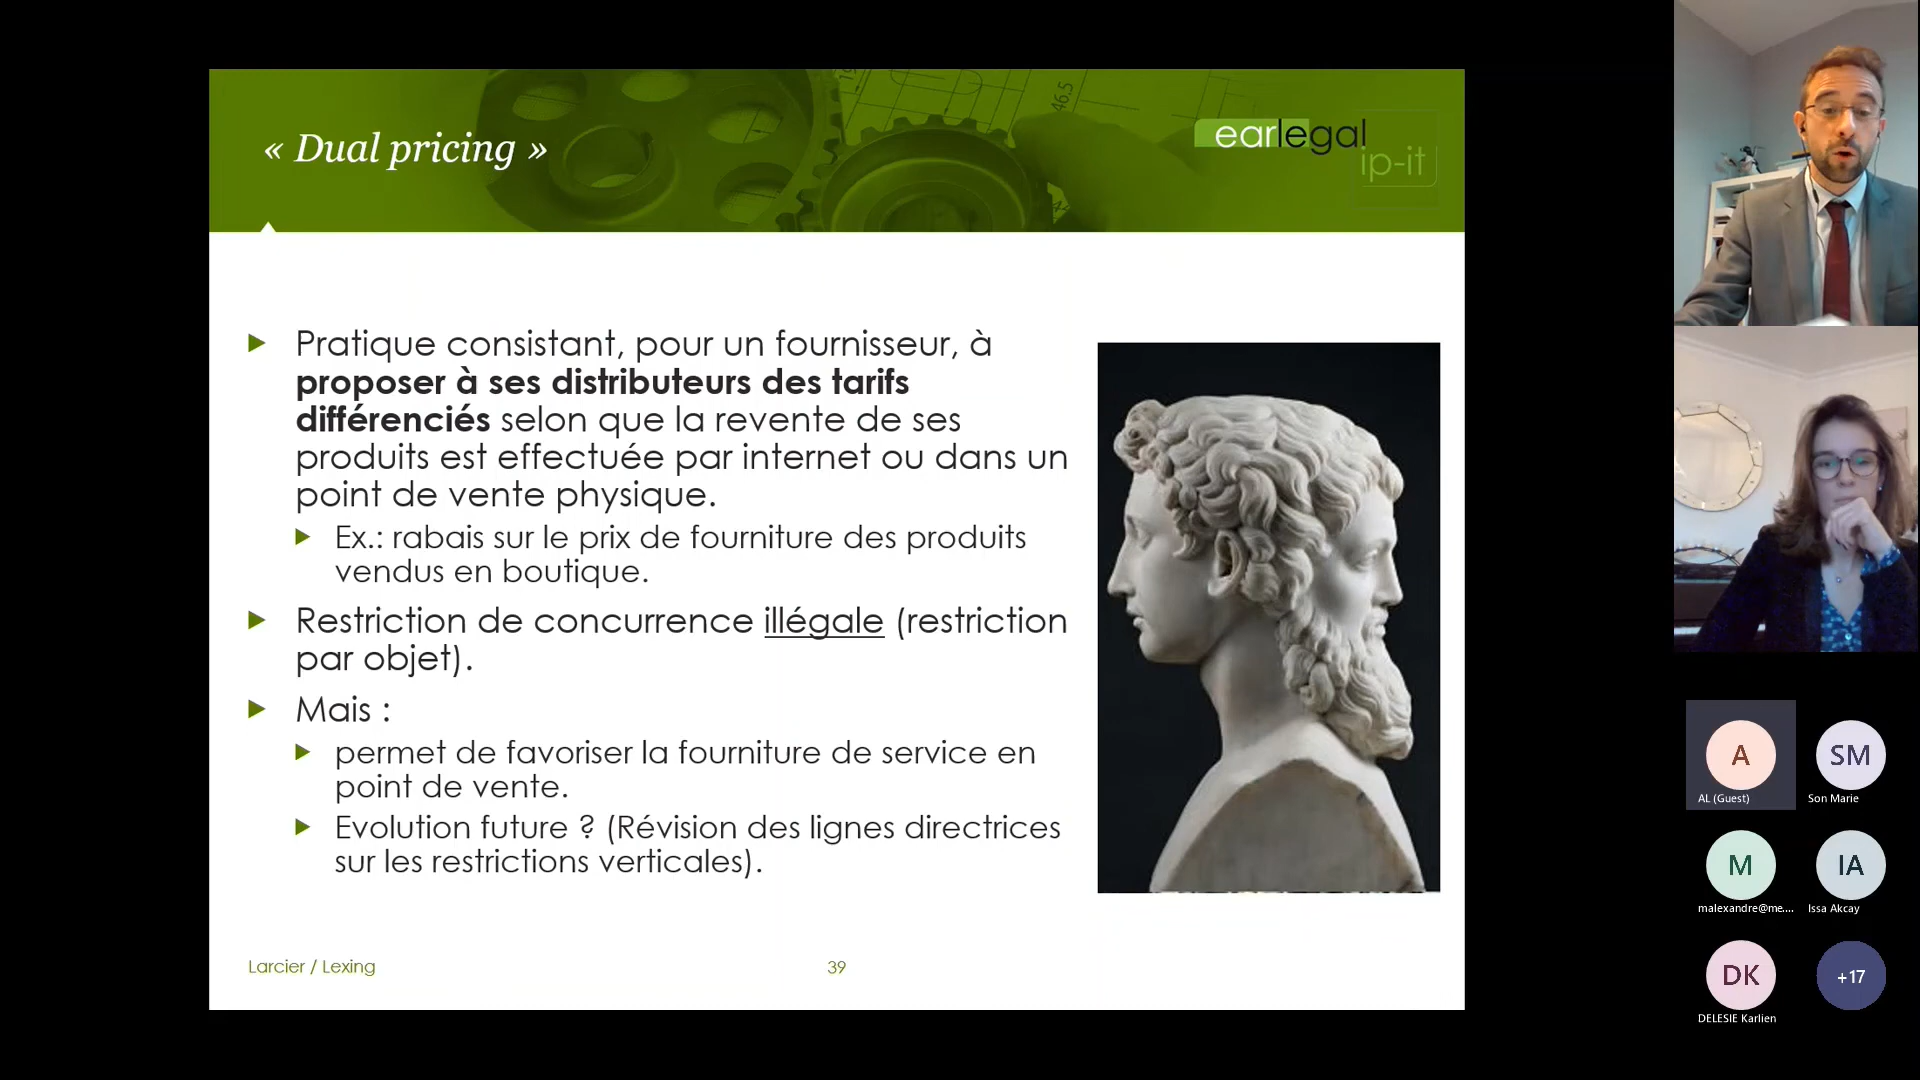 « Dual pricing »
earlegal
ip-it
46.5
Pratique consistant, pour un fournisseur, à
proposer à ses distributeurs des tarifs
différenciés selon que la revente de ses
produits est effectuée par internet ou dans un
point de vente physique.
Ex.: rabais sur le prix de fourniture des produits
vendus en boutique.
Restriction de concurrence illégale (restriction
par objet).
Mais :
permet de favoriser la fourniture de service en
point de vente.
Evolution future ? (Révision des lignes directrices
sur les restrictions verticales).
Larcier / Lexing
39
A
AL (Guest)
SM
Son Marie
M
malexandre@me....
IA
Issa Akcay
DK
DELESIE Karlien
+17